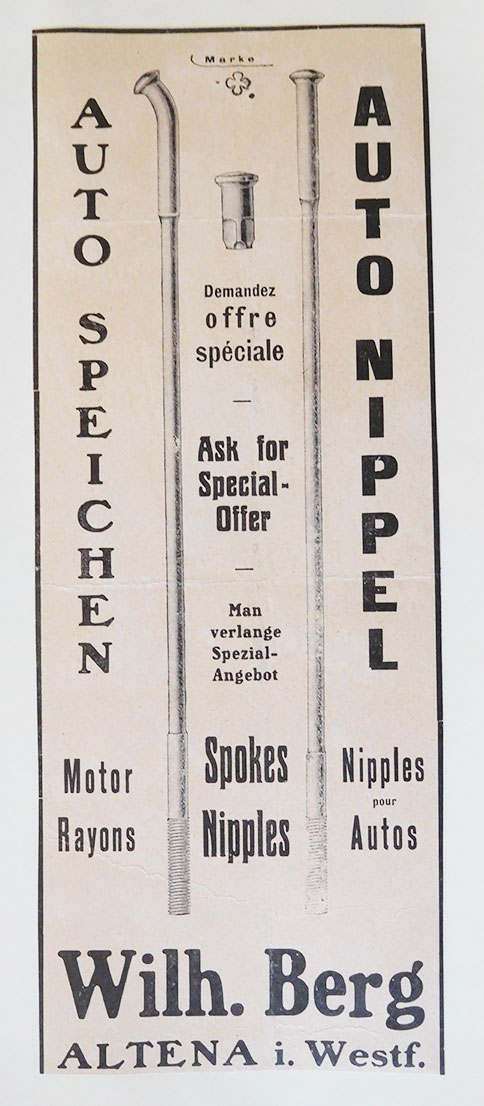 Marke
AUTO SPEICHEN
AUTO NIPPEL
Demandez
offre
spéciale
Ask for
Special-
Offer
Man
verlange
Spezial-
Angebot
Motor
Rayons
Spokes
Nipples
Nipples
pour
Autos
Wilh. Berg
ALTENA i. Westf.